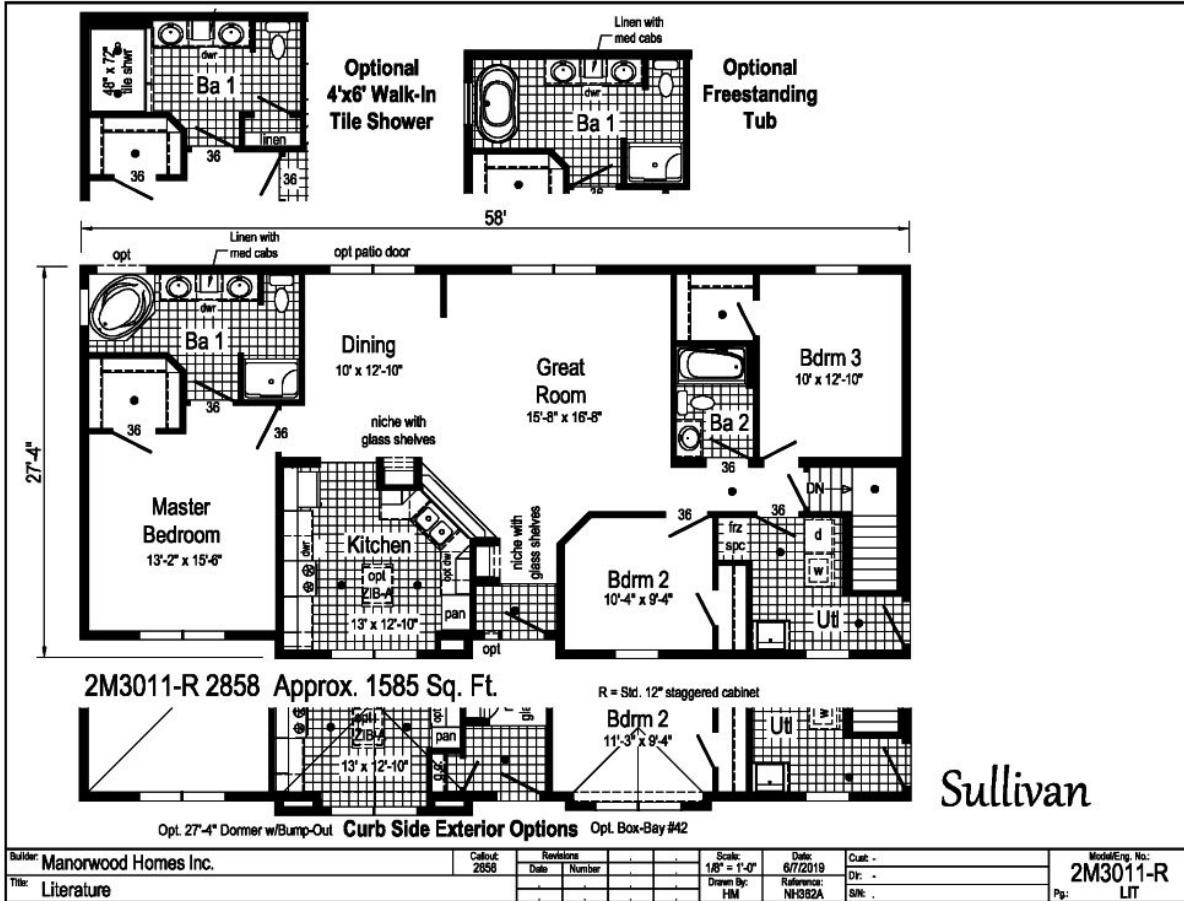 48" x 72"
tile shwr
dwr
Ba 1
36
linen
36
36
Optional
4'x6' Walk-In
Tile Shower
Linen with
med cabs
dwr
Ba 1
36
Optional
Freestanding
Tub
58'
27'-4"
opt
Linen with
med cabs
opt patio door
dwr
Ba 1
36
36
36
Dining
10' x 12'-10"
niche with
glass shelves
Great
Room
15'-8" x 16'-8"
Bdrm 3
10' x 12'-10"
Ba 2
36
DN
36
36
Master
Bedroom
13'-2" x 15'-6"
dwr
Kitchen
opt
ZIB-A
13' x 12'-10"
opt dw
pan
niche with
glass shelves
opt
Bdrm 2
10'-4" x 9'-4"
frz
spc
d
w
Utl
2M3011-R 2858 Approx. 1585 Sq. Ft.
R = Std. 12" staggered cabinet
ZIB-A
13' x 12'-10"
opt
pan
Bdrm 2
11'-3" x 9'-4"
w
Utl
Sullivan
Opt. 27'-4" Dormer w/Bump-Out
Curb Side Exterior Options
Opt. Box-Bay #42
Builder: Manorwood Homes Inc.
Title: Literature
Callout:
2858
Revisions
Date Number
Scale:
1/8" = 1'-0"
Drawn By:
HM
Date:
6/7/2019
Reference:
NH382A
Cust: -
Dlr: -
S/N: .
Model/Eng. No.:
2M3011-R
Pg.: LIT